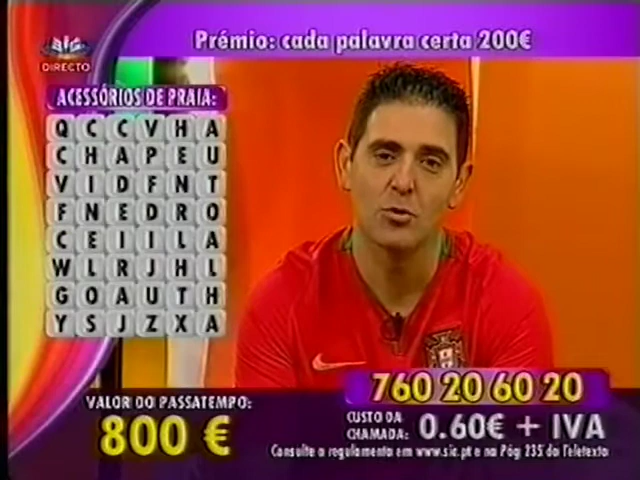 Prémio: cada palavra certa 200€
SIC
DIRECTO
ACESSÓRIOS DE PRAIA:
Q C C V H A
C H A P E U
V I D F N T
F N E D R O
C E I I L A
W L R J H L
G O A U T H
Y S J Z X A
760 20 60 20
VALOR DO PASSATEMPO:
800 €
CUSTO DA
CHAMADA: 0.60€ + IVA
Consulte o regulamento em www.sic.pt e na Pág 235 do Teletexto